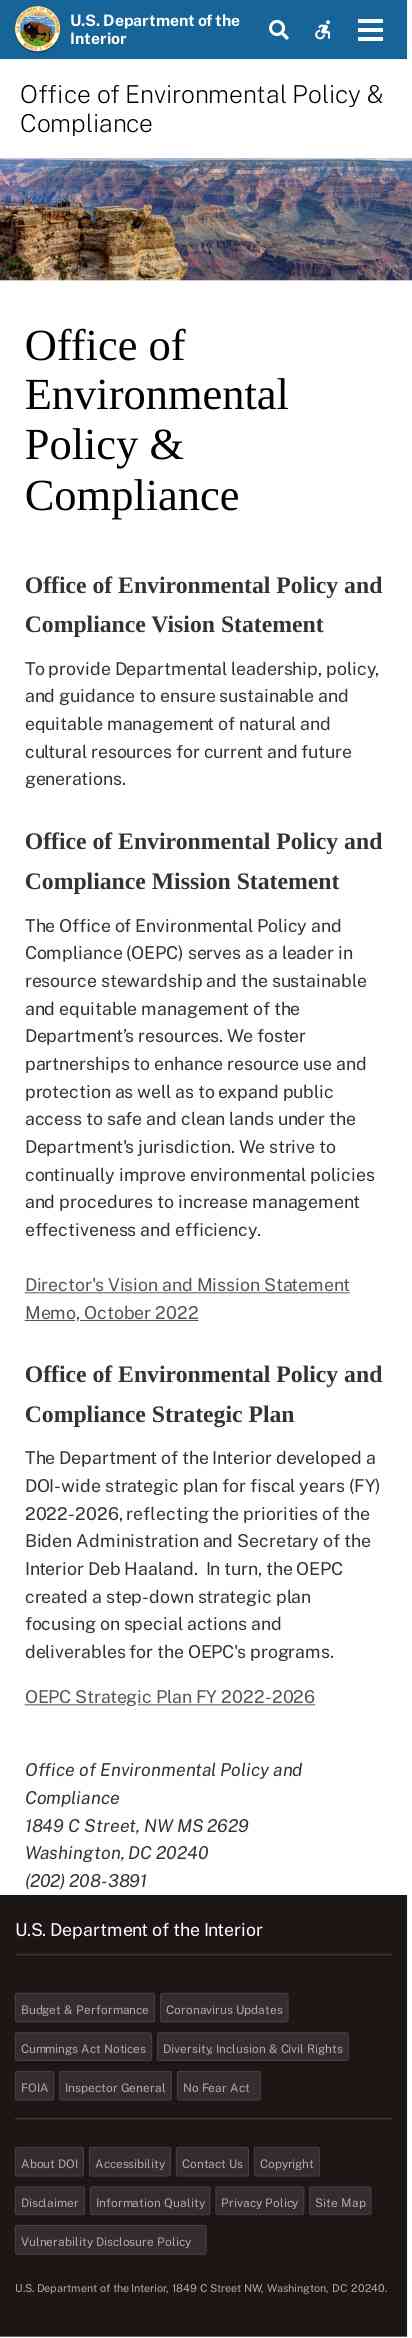 U.S. Department of the
Interior
Office of Environmental Policy &
Compliance
Office of
Environmental
Policy &
Compliance
Office of Environmental Policy and
Compliance Vision Statement
To provide Departmental leadership, policy,
and guidance to ensure sustainable and
equitable management of natural and
cultural resources for current and future
generations.
Office of Environmental Policy and
Compliance Mission Statement
The Office of Environmental Policy and
Compliance (OEPC) serves as a leader in
resource stewardship and the sustainable
and equitable management of the
Department's resources. We foster
partnerships to enhance resource use and
protection as well as to expand public
access to safe and clean lands under the
Department's jurisdiction. We strive to
continually improve environmental policies
and procedures to increase management
effectiveness and efficiency.
Director's Vision and Mission Statement
Memo, October 2022
Office of Environmental Policy and
Compliance Strategic Plan
The Department of the Interior developed a
DOI-wide strategic plan for fiscal years (FY)
2022-2026, reflecting the priorities of the
Biden Administration and Secretary of the
Interior Deb Haaland.  In turn, the OEPC
created a step-down strategic plan
focusing on special actions and
deliverables for the OEPC's programs.
OEPC Strategic Plan FY 2022-2026
Office of Environmental Policy and
Compliance
1849 C Street, NW MS 2629
Washington, DC 20240
(202) 208-3891
U.S. Department of the Interior
Budget & Performance Coronavirus Updates
Cummings Act Notices Diversity, Inclusion & Civil Rights
FOIA Inspector General No Fear Act
About DOI Accessibility Contact Us Copyright
Disclaimer Information Quality Privacy Policy Site Map
Vulnerability Disclosure Policy
U.S. Department of the Interior, 1849 C Street NW, Washington, DC 20240.